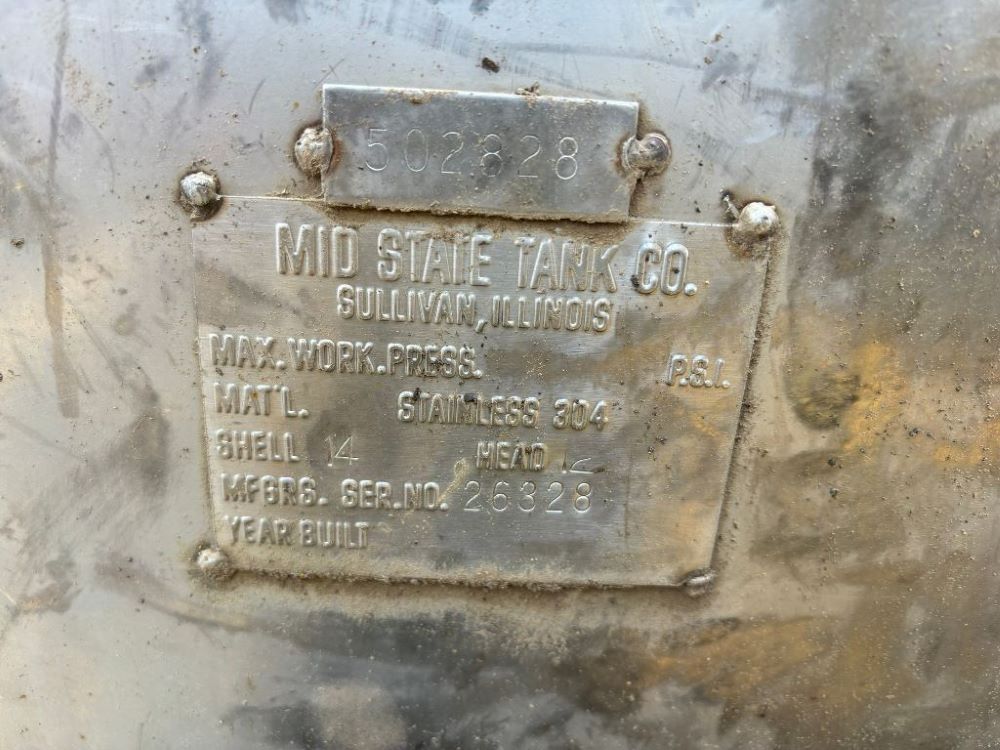 502828
MID STATE TANK CO.
SULLIVAN, ILLINOIS
MAX. WORK. PRESS. P.S.I.
MAT'L. STAINLESS 304
SHELL 14 HEAD 12
MFGRS. SER. NO. 26328
YEAR BUILT